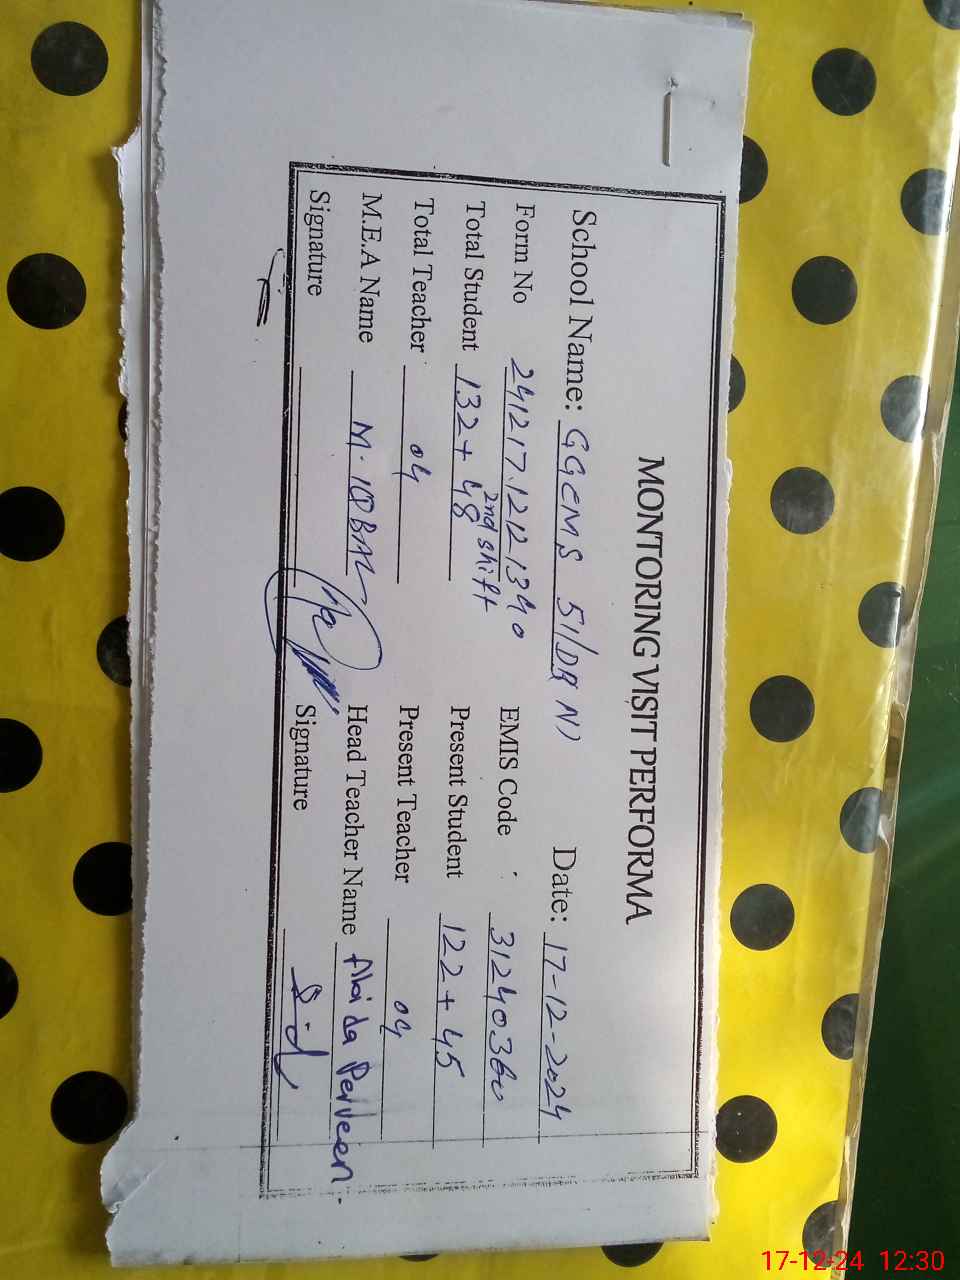 MONTORING VISIT PERFORMA
School Name: GGEMS 51/DB N) Date: 17-12-2024
Form No 241217.12121340 EMIS Code : 31240360
Total Student 132 + 48 2nd shift Present Student 122 + 45
Total Teacher 04 Present Teacher 04
M.E.A Name M. IQBAL Head Teacher Name Abida Perveen.
Signature Signature
17-12-24 12:30